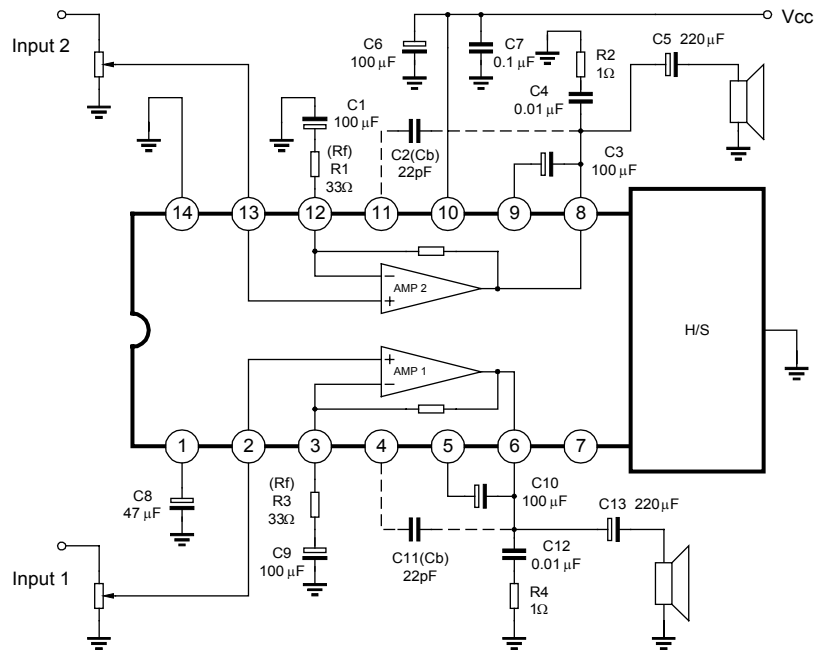 Input 2
C6
100 µF
C7
0.1 µF
R2
1Ω
C4
0.01 µF
C5 220 µF
Vcc
C1
100 µF
(Rf)
R1
33Ω
C2(Cb)
22pF
C3
100 µF
14
13
12
11
10
9
8
AMP 2
H/S
AMP 1
1
2
3
4
5
6
7
C8
47 µF
(Rf)
R3
33Ω
C9
100 µF
C10
100 µF
C11(Cb)
22pF
C12
0.01 µF
R4
1Ω
C13 220 µF
Input 1